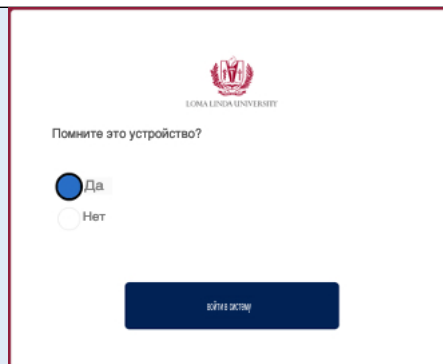 LOMA LINDA UNIVERSITY
Помните это устройство?
Да
Нет
войти в систему